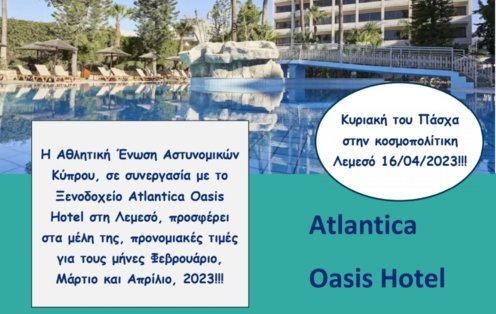 Η Αθλητική Ένωση Αστυνομικών
Κύπρου, σε συνεργασία με το
Ξενοδοχείο Atlantica Oasis
Hotel στη Λεμεσό, προσφέρει
στα μέλη της, προνομιακές τιμές
για τους μήνες Φεβρουάριο,
Μάρτιο και Απρίλιο, 2023!!!
Κυριακή του Πάσχα
στην κοσμοπολίτικη
Λεμεσό 16/04/2023!!!
Atlantica
Oasis Hotel